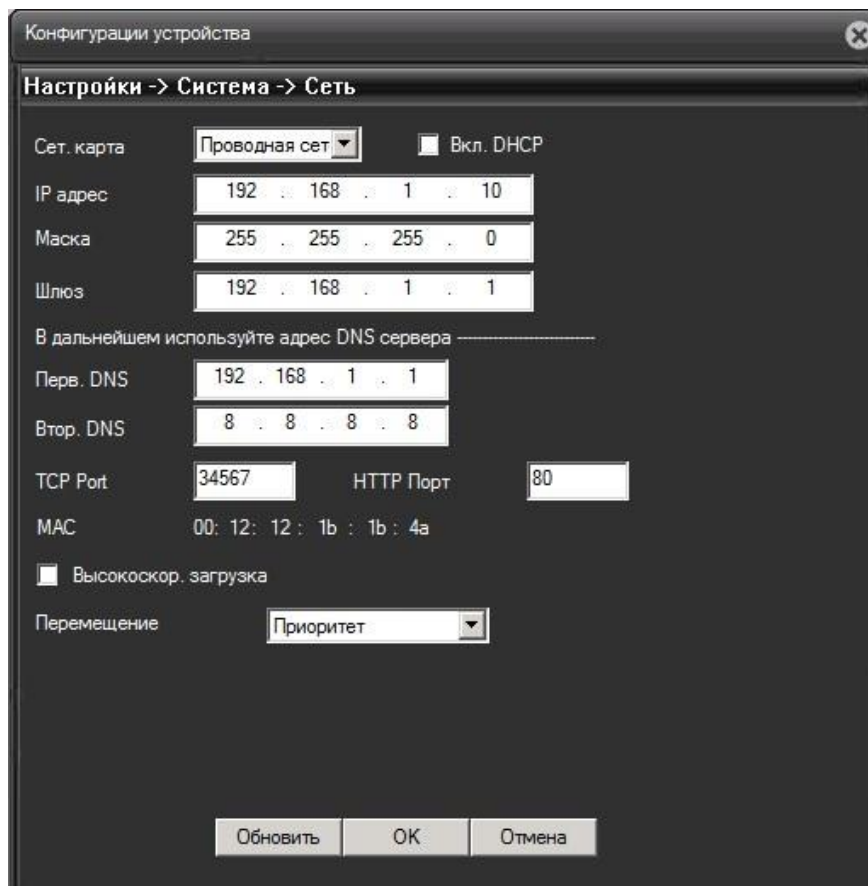 Конфигурации устройства
Настройки -> Система -> Сеть
Сет. карта Проводная сет Вкл. DHCP
IP адрес 192 . 168 . 1 . 10
Маска 255 . 255 . 255 . 0
Шлюз 192 . 168 . 1 . 1
В дальнейшем используйте адрес DNS сервера ----------------------------
Перв. DNS 192 . 168 . 1 . 1
Втор. DNS 8 . 8 . 8 . 8
TCP Port 34567 HTTP Порт 80
MAC 00: 12: 12 : 1b : 1b : 4a
Высокоскор. загрузка
Перемещение Приоритет
Обновить OK Отмена